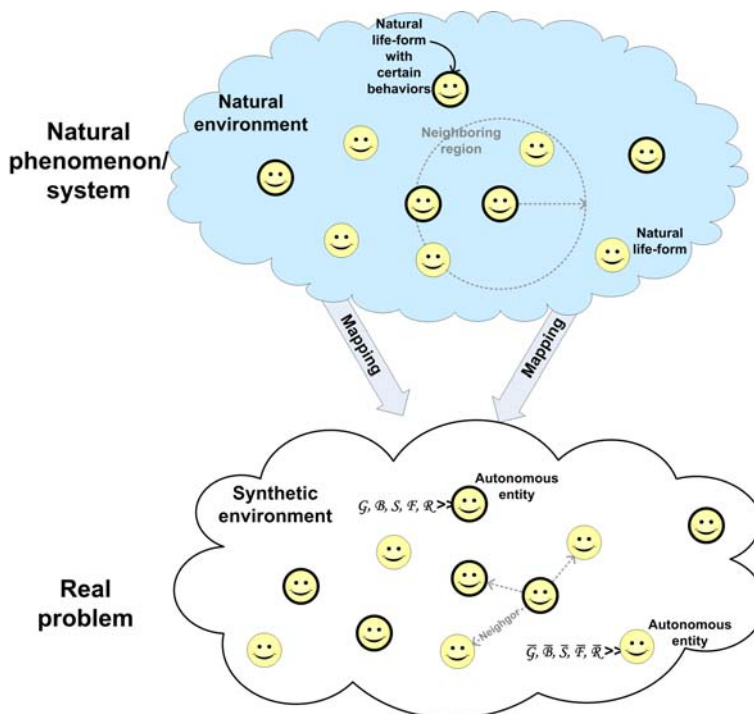 Natural
life-form
with
certain
behaviors
Natural
environment
Neighboring
region
Natural
phenomenon/
system
Natural
life-form
Mapping
Mapping
Autonomous
entity
Synthetic
environment
𝒢, ℬ, 𝒮, ℱ, ℛ>>
Real
problem
Neighgor
Autonomous
entity
𝒢̅, ℬ̅, 𝒮̅, ℱ̅, ℛ̅>>